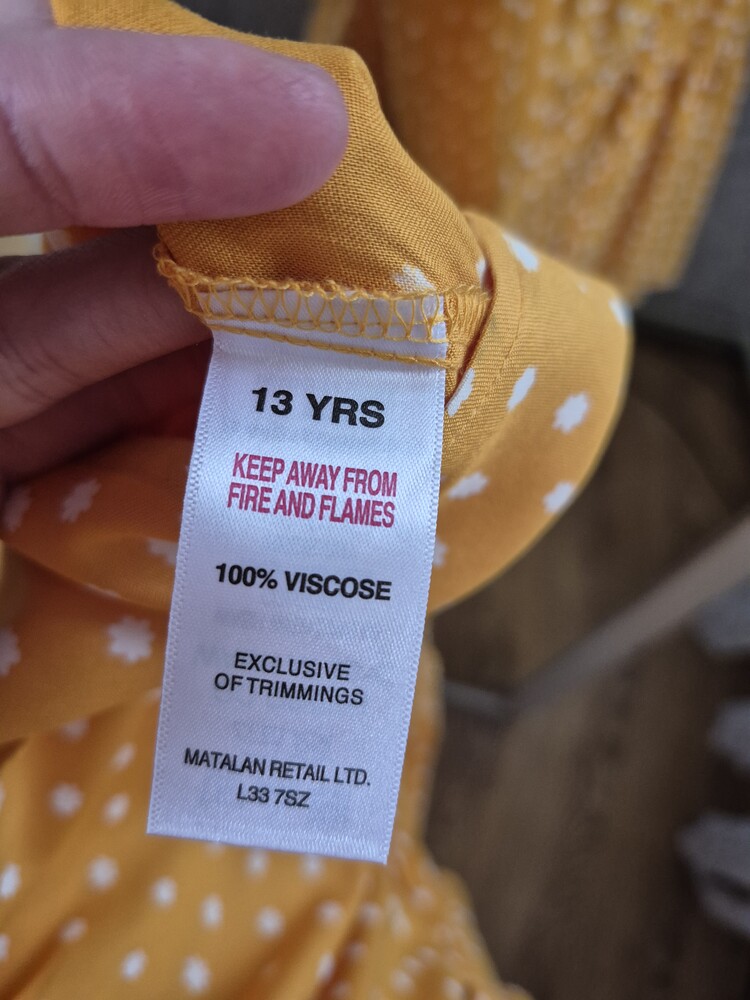 13 YRS
KEEP AWAY FROM
FIRE AND FLAMES
100% VISCOSE
EXCLUSIVE
OF TRIMMINGS
MATALAN RETAIL LTD.
L33 7SZ